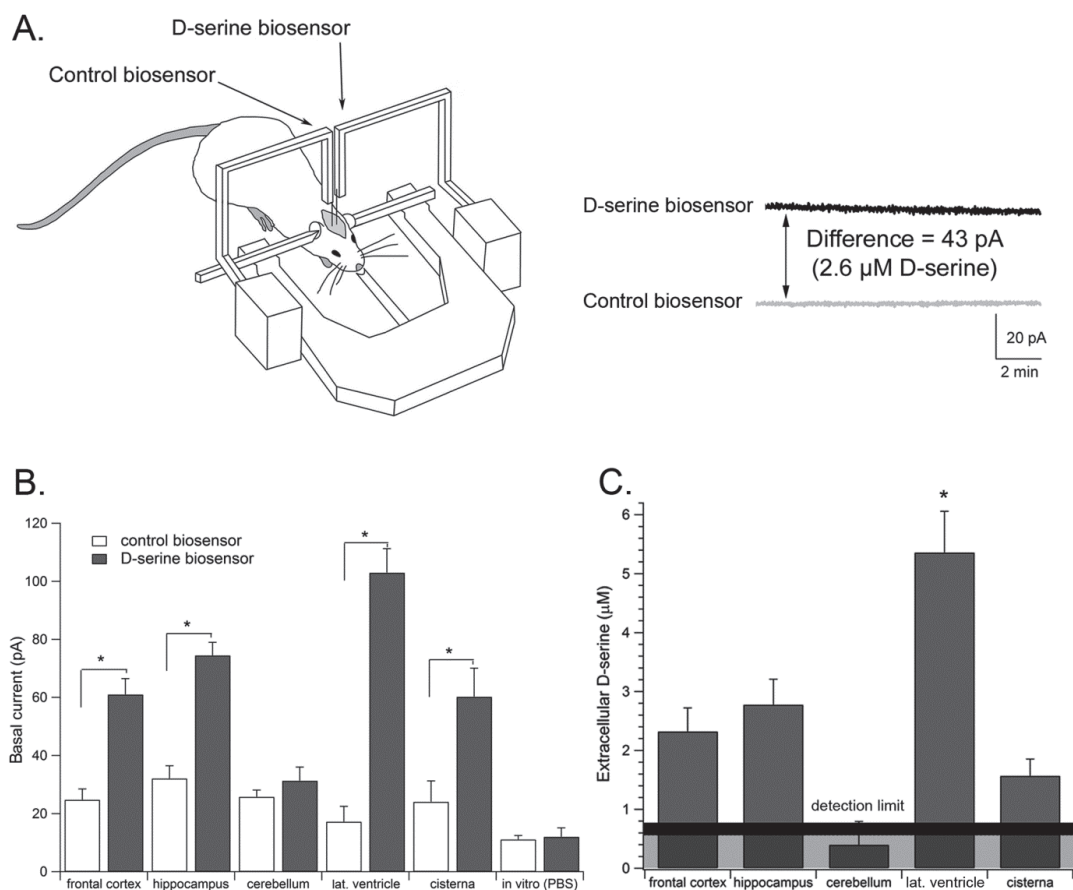 A.
D-serine biosensor
Control biosensor
D-serine biosensor
Difference = 43 pA
(2.6 µM D-serine)
Control biosensor
20 pA
2 min
B.
120
100
80
60
40
20
0
Basal current (pA)
control biosensor
D-serine biosensor
*
*
*
*
frontal cortex hippocampus cerebellum lat. ventricle cisterna in vitro (PBS)
C.
6
5
4
3
2
1
0
Extracellular D-serine (µM)
*
detection limit
frontal cortex hippocampus cerebellum lat. ventricle cisterna